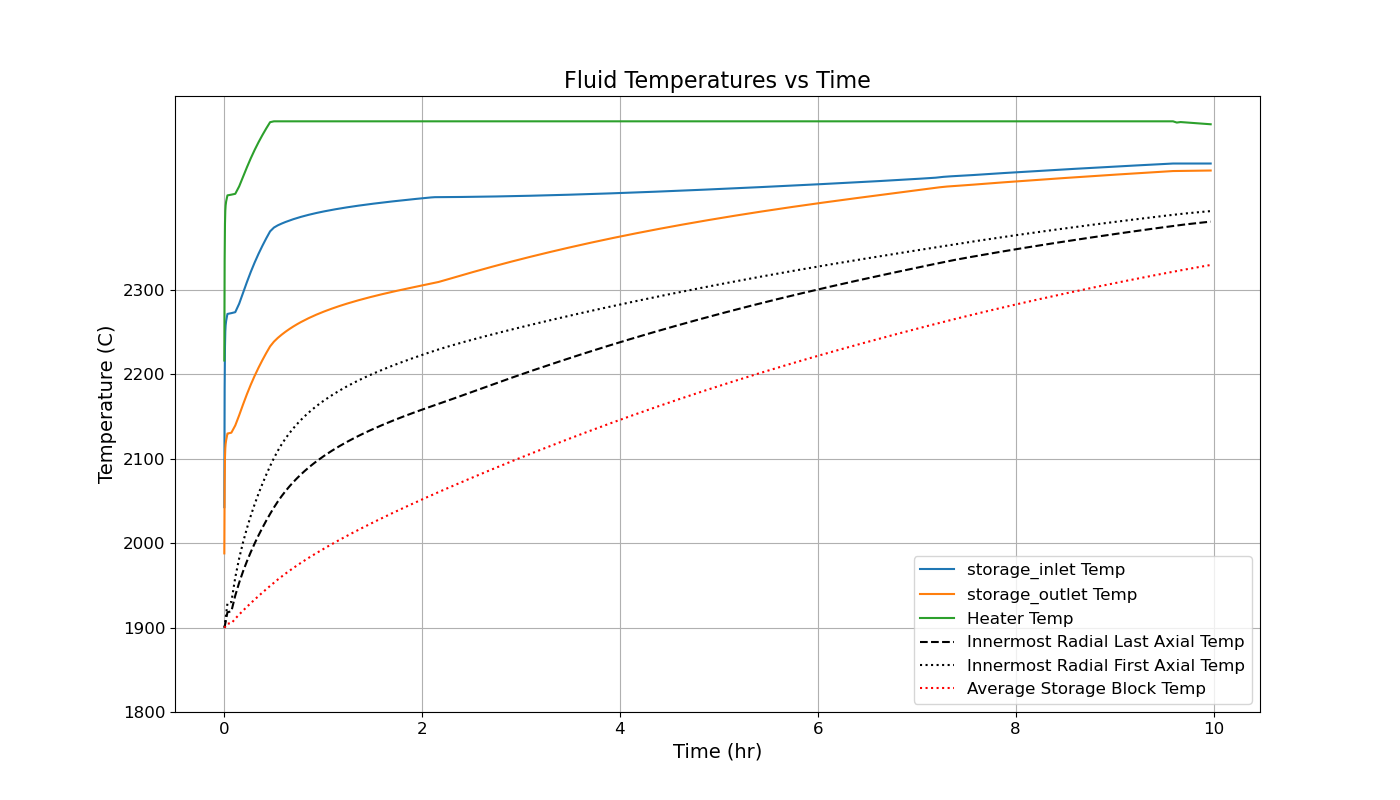 Fluid Temperatures vs Time
Temperature (C)
2300
2200
2100
2000
1900
1800
0 2 4 6 8 10
Time (hr)
storage_inlet Temp
storage_outlet Temp
Heater Temp
Innermost Radial Last Axial Temp
Innermost Radial First Axial Temp
Average Storage Block Temp